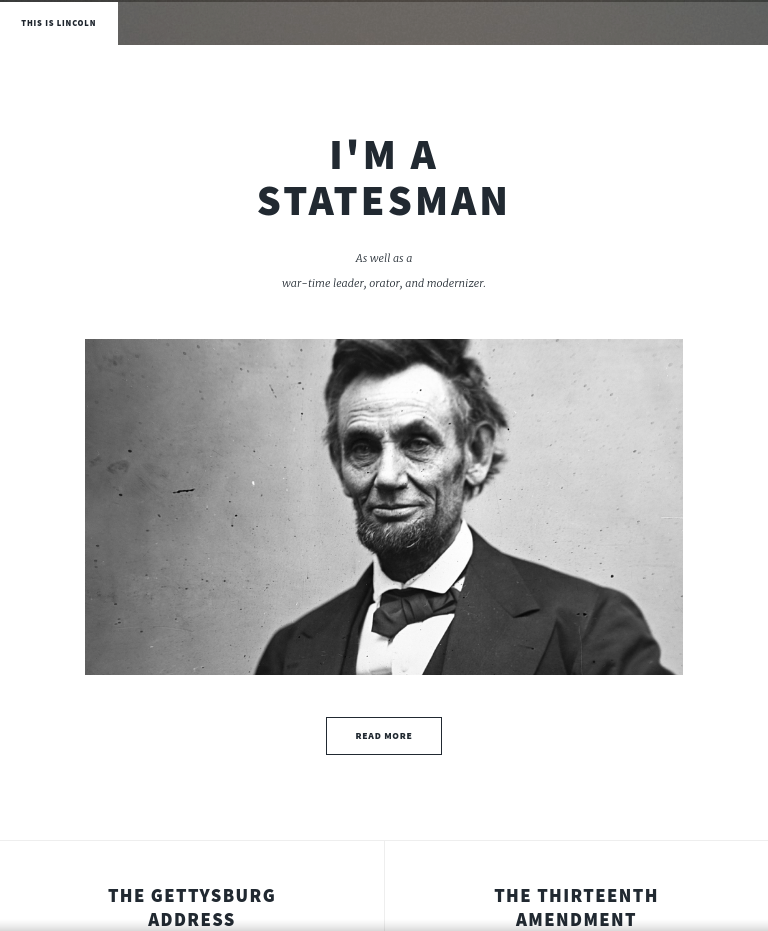 THIS IS LINCOLN
I'M A
STATESMAN
As well as a
war-time leader, orator, and modernizer.
READ MORE
THE GETTYSBURG
ADDRESS
THE THIRTEENTH
AMENDMENT